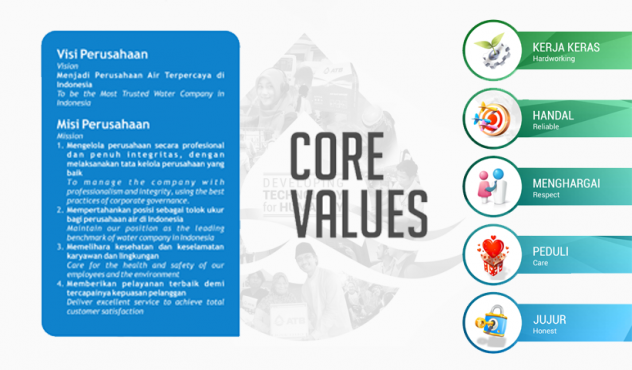 Visi Perusahaan
Vision
Menjadi Perusahaan Air Terpercaya di
Indonesia
To be the Most Trusted Water Company in
Indonesia
Misi Perusahaan
Mission
1. Mengelola perusahaan secara profesional
dan penuh integritas, dengan
melaksanakan tata kelola perusahaan yang
baik
To manage the company with
professionalism and integrity, using the best
practices of corporate governance.
2. Mempertahankan posisi sebagai tolok ukur
bagi perusahaan air di Indonesia
Maintain our position as the leading
benchmark of water company in Indonesia
3. Memelihara kesehatan dan keselamatan
karyawan dan lingkungan
Care for the health and safety of our
employees and the environment
4. Memberikan pelayanan terbaik demi
tercapainya kepuasan pelanggan
Deliver excellent service to achieve total
customer satisfaction
DEVELOPING
TECHNOLOGY
for HUMANITY
CORE
VALUES
KERJA KERAS
Hardworking
HANDAL
Reliable
MENGHARGAI
Respect
PEDULI
Care
JUJUR
Honest